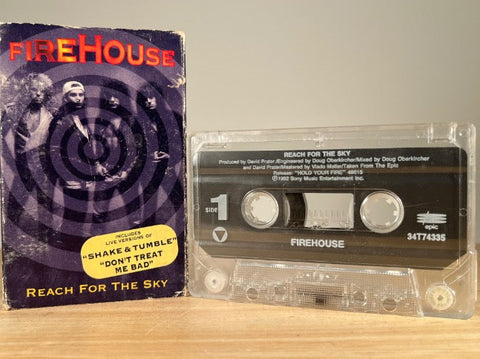 FIREHOUSE
INCLUDES
LIVE VERSIONS OF
"SHAKE & TUMBLE"
"DON'T TREAT
ME BAD"
REACH FOR THE SKY
REACH FOR THE SKY
Produced by David Prater/Engineered by Doug Oberkircher/Mixed by Doug Oberkircher
and David Prater/Mastered by Vlado Meller/Taken From The Epic
Release: "HOLD YOUR FIRE" 48615
℗1992 Sony Music Entertainment Inc.
SIDE 1
epic
34T74335
FIREHOUSE